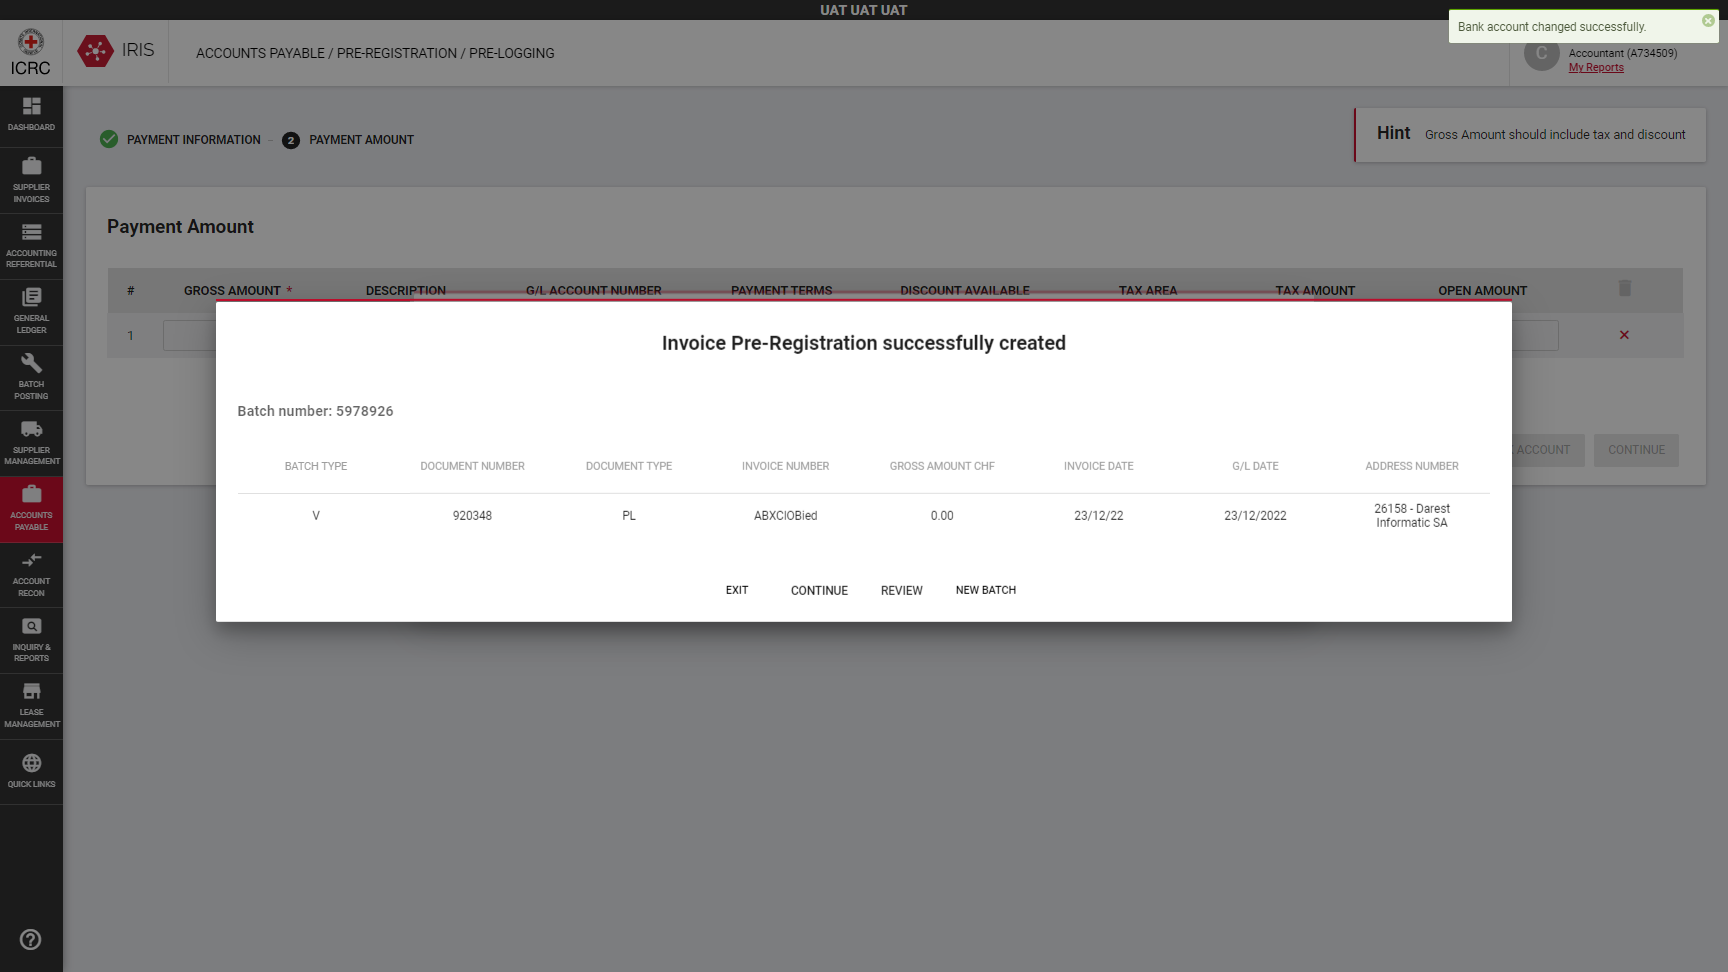 UAT UAT UAT
Bank account changed successfully.
ICRC
IRIS
ACCOUNTS PAYABLE / PRE-REGISTRATION / PRE-LOGGING
C
Accountant (A734509)
My Reports
DASHBOARD
SUPPLIER
INVOICES
ACCOUNTING
REFERENTIAL
GENERAL
LEDGER
BATCH
POSTING
SUPPLIER
MANAGEMENT
ACCOUNTS
PAYABLE
ACCOUNT
RECON
INQUIRY &
REPORTS
LEASE
MANAGEMENT
QUICK LINKS
PAYMENT INFORMATION - 2 PAYMENT AMOUNT
Hint Gross Amount should include tax and discount
Payment Amount
# GROSS AMOUNT * DESCRIPTION G/L ACCOUNT NUMBER PAYMENT TERMS DISCOUNT AVAILABLE TAX AREA TAX AMOUNT OPEN AMOUNT
1
ACCOUNT CONTINUE
Invoice Pre-Registration successfully created
Batch number: 5978926
BATCH TYPE DOCUMENT NUMBER DOCUMENT TYPE INVOICE NUMBER GROSS AMOUNT CHF INVOICE DATE G/L DATE ADDRESS NUMBER
V 920348 PL ABXCIOBied 0.00 23/12/22 23/12/2022 26158 - Darest
Informatic SA
EXIT CONTINUE REVIEW NEW BATCH